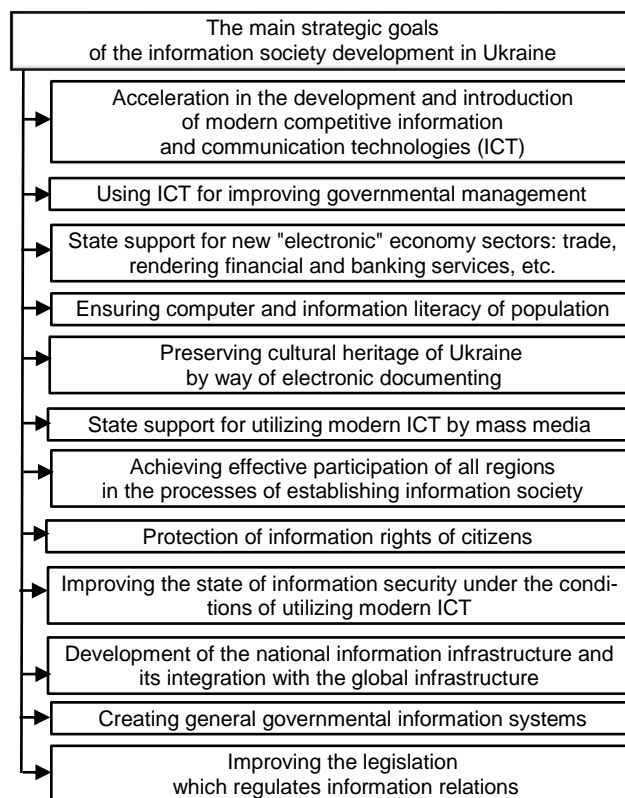 The main strategic goals
of the information society development in Ukraine
Acceleration in the development and introduction
of modern competitive information
and communication technologies (ICT)
Using ICT for improving governmental management
State support for new "electronic" economy sectors: trade,
rendering financial and banking services, etc.
Ensuring computer and information literacy of population
Preserving cultural heritage of Ukraine
by way of electronic documenting
State support for utilizing modern ICT by mass media
Achieving effective participation of all regions
in the processes of establishing information society
Protection of information rights of citizens
Improving the state of information security under the condi-
tions of utilizing modern ICT
Development of the national information infrastructure and
its integration with the global infrastructure
Creating general governmental information systems
Improving the legislation
which regulates information relations